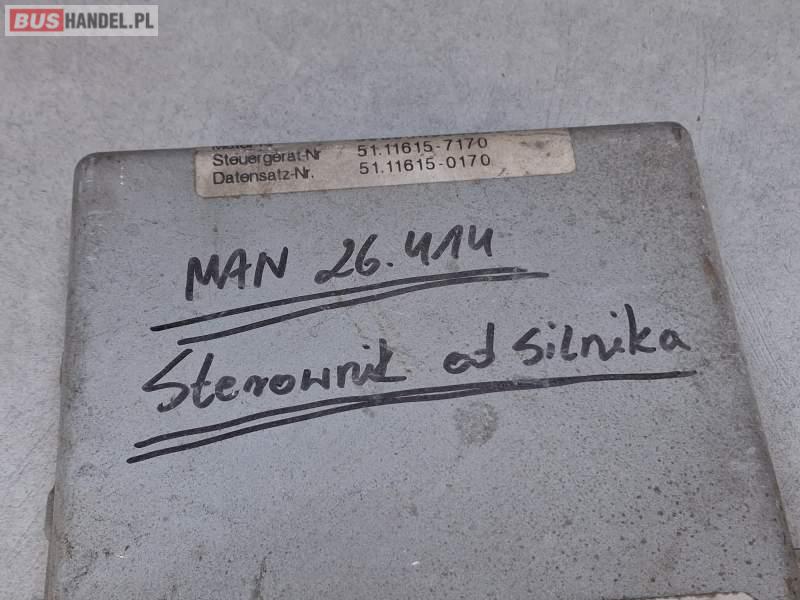 BUSHANDEL.PL
Steuergerät-Nr 51.11615-7170
Datensatz-Nr. 51.11615-0170
MAN 26.414
Sterownik od silnika